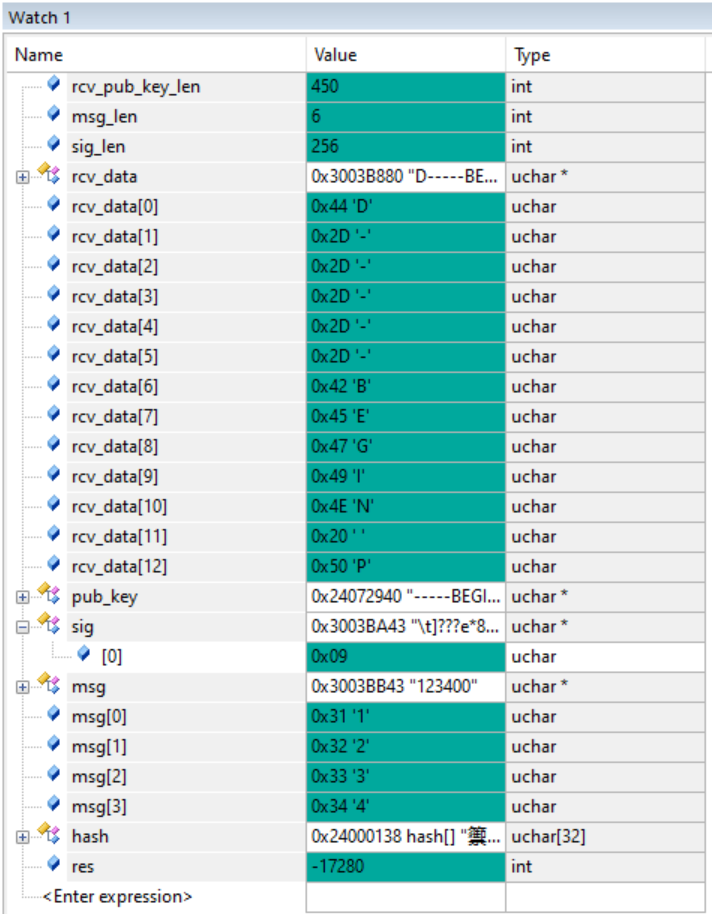 Watch 1
Name Value Type
rcv_pub_key_len 450 int
msg_len 6 int
sig_len 256 int
rcv_data 0x3003B880 "D-----BE... uchar *
rcv_data[0] 0x44 'D' uchar
rcv_data[1] 0x2D '-' uchar
rcv_data[2] 0x2D '-' uchar
rcv_data[3] 0x2D '-' uchar
rcv_data[4] 0x2D '-' uchar
rcv_data[5] 0x2D '-' uchar
rcv_data[6] 0x42 'B' uchar
rcv_data[7] 0x45 'E' uchar
rcv_data[8] 0x47 'G' uchar
rcv_data[9] 0x49 'I' uchar
rcv_data[10] 0x4E 'N' uchar
rcv_data[11] 0x20 ' ' uchar
rcv_data[12] 0x50 'P' uchar
pub_key 0x24072940 "-----BEGI... uchar *
sig 0x3003BA43 "\t]???e*8... uchar *
[0] 0x09 uchar
msg 0x3003BB43 "123400" uchar *
msg[0] 0x31 '1' uchar
msg[1] 0x32 '2' uchar
msg[2] 0x33 '3' uchar
msg[3] 0x34 '4' uchar
hash 0x24000138 hash[] " ... uchar[32]
res -17280 int
<Enter expression>